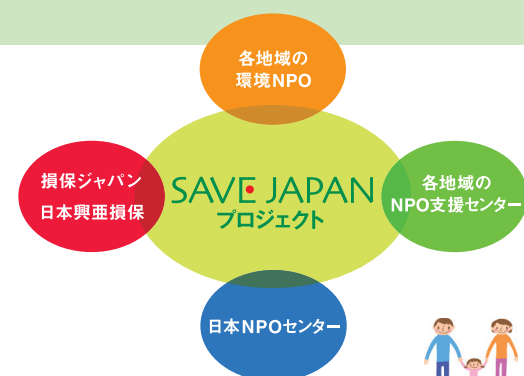 各地域の
環境NPO
損保ジャパン
日本興亜損保
SAVE JAPAN
プロジェクト
各地域の
NPO支援センター
日本NPOセンター